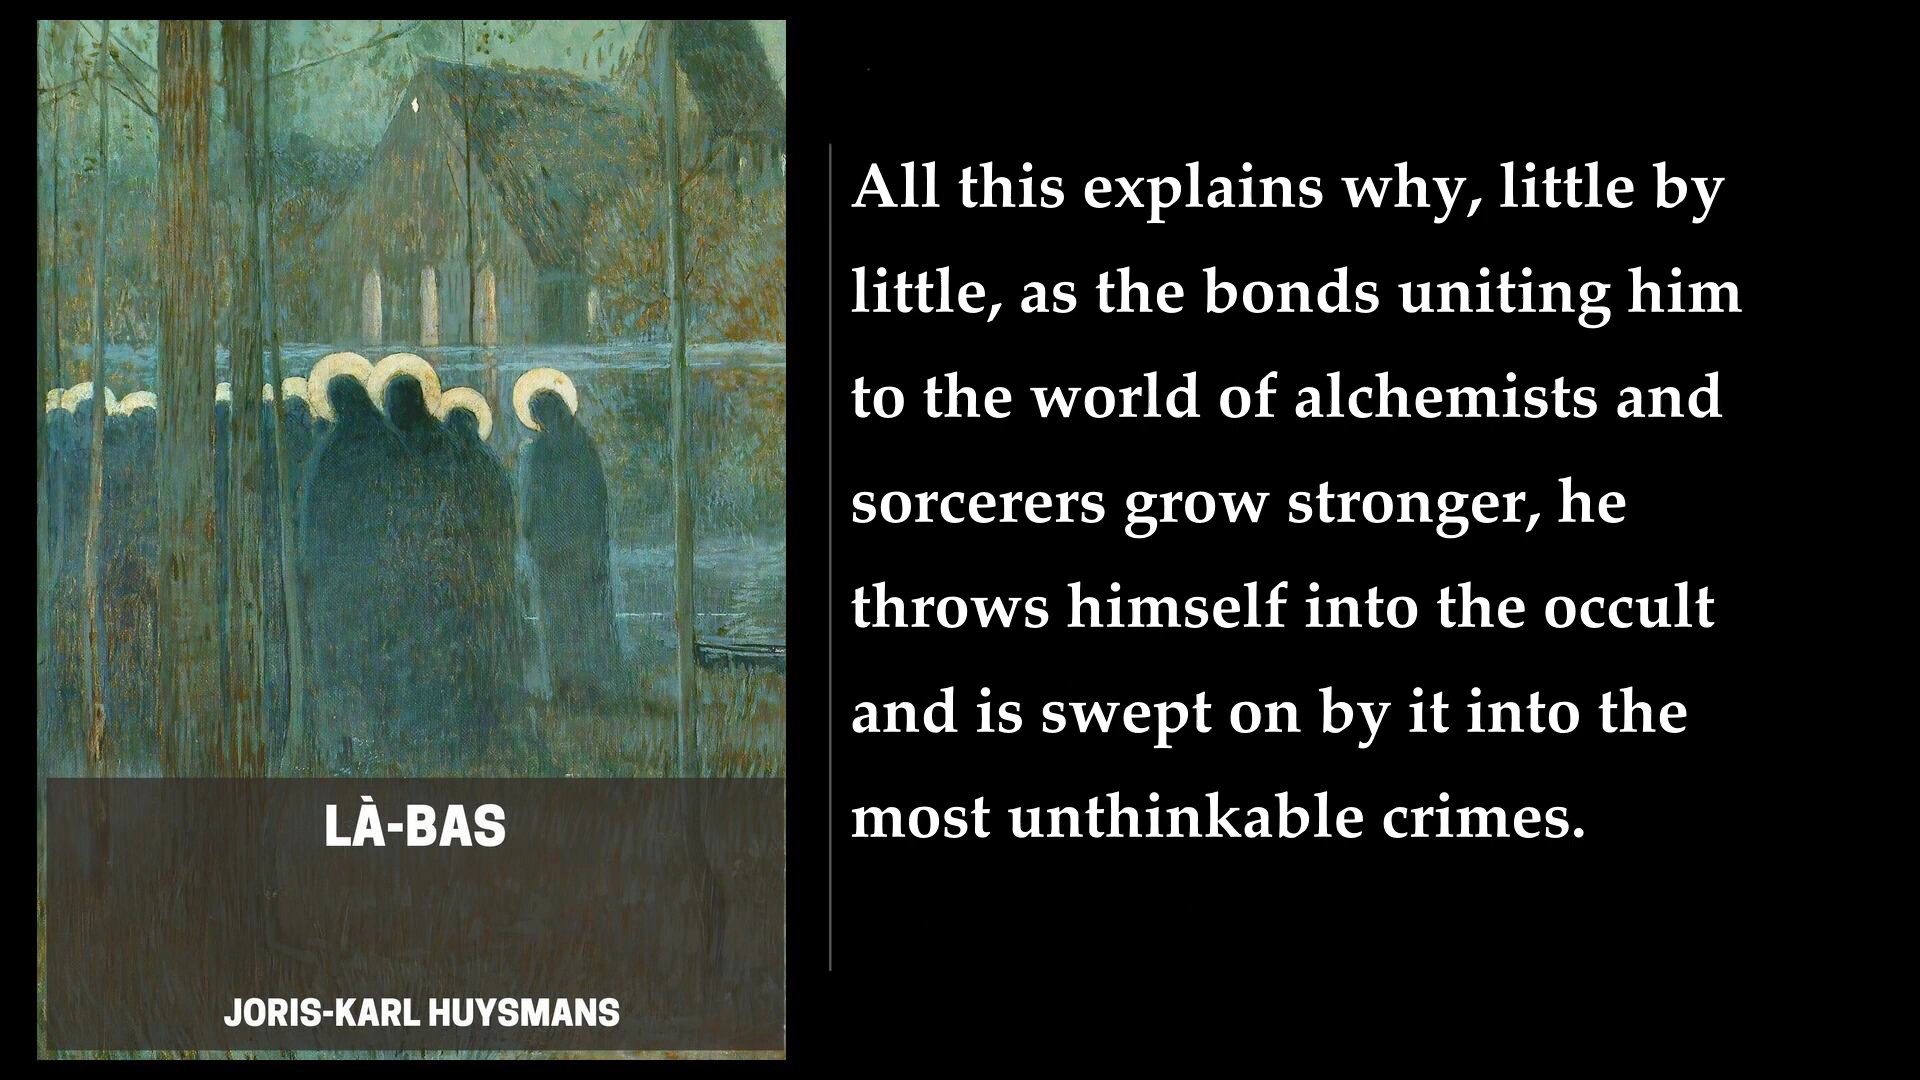 LÀ-BAS
JORIS-KARL HUYSMANS
All this explains why, little by
little, as the bonds uniting him
to the world of alchemists and
sorcerers grow stronger, he
throws himself into the occult
and is swept on by it into the
most unthinkable crimes.